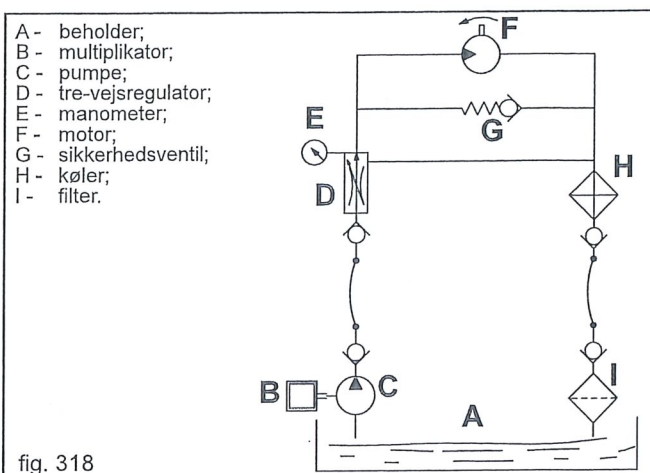 A - beholder;
B - multiplikator;
C - pumpe;
D - tre-vejsregulator;
E - manometer;
F - motor;
G - sikkerhedsventil;
H - køler;
I - filter.
F
G
E
D
H
B
C
A
I
fig. 318